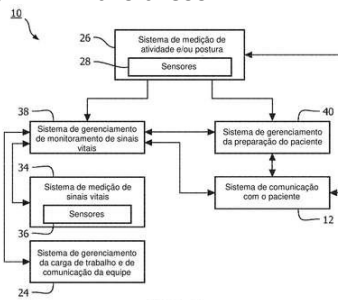 10
26
Sistema de medição de
atividade e/ou postura
28
Sensores
38
Sistema de gerenciamento
de monitoramento de sinais
vitais
40
Sistema de gerenciamento
da preparação do paciente
34
Sistema de medição de
sinais vitais
36
Sensores
Sistema de comunicação
com o paciente
12
Sistema de gerenciamento
da carga de trabalho e de
comunicação da equipe
24